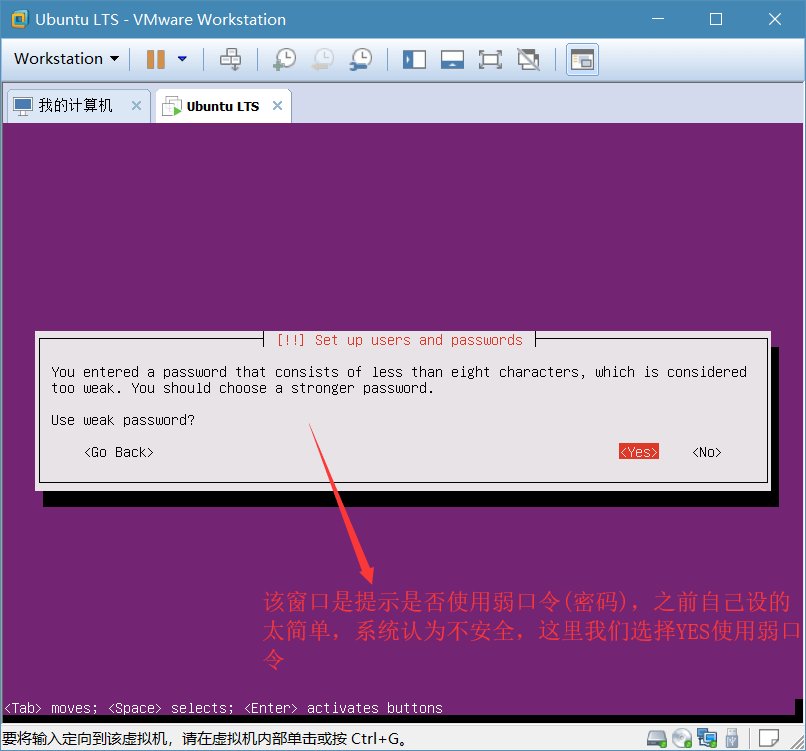 Ubuntu LTS - VMware Workstation
Workstation
我的计算机
Ubuntu LTS
[!!] Set up users and passwords
You entered a password that consists of less than eight characters, which is considered
too weak. You should choose a stronger password.
Use weak password?
<Go Back> <Yes> <No>
该窗口是提示是否使用弱口令(密码),之前自己设的
太简单，系统认为不安全，这里我们选择YES使用弱口
令
<Tab> moves; <Space> selects; <Enter> activates buttons
要将输入定向到该虚拟机，请在虚拟机内部单击或按 Ctrl+G。